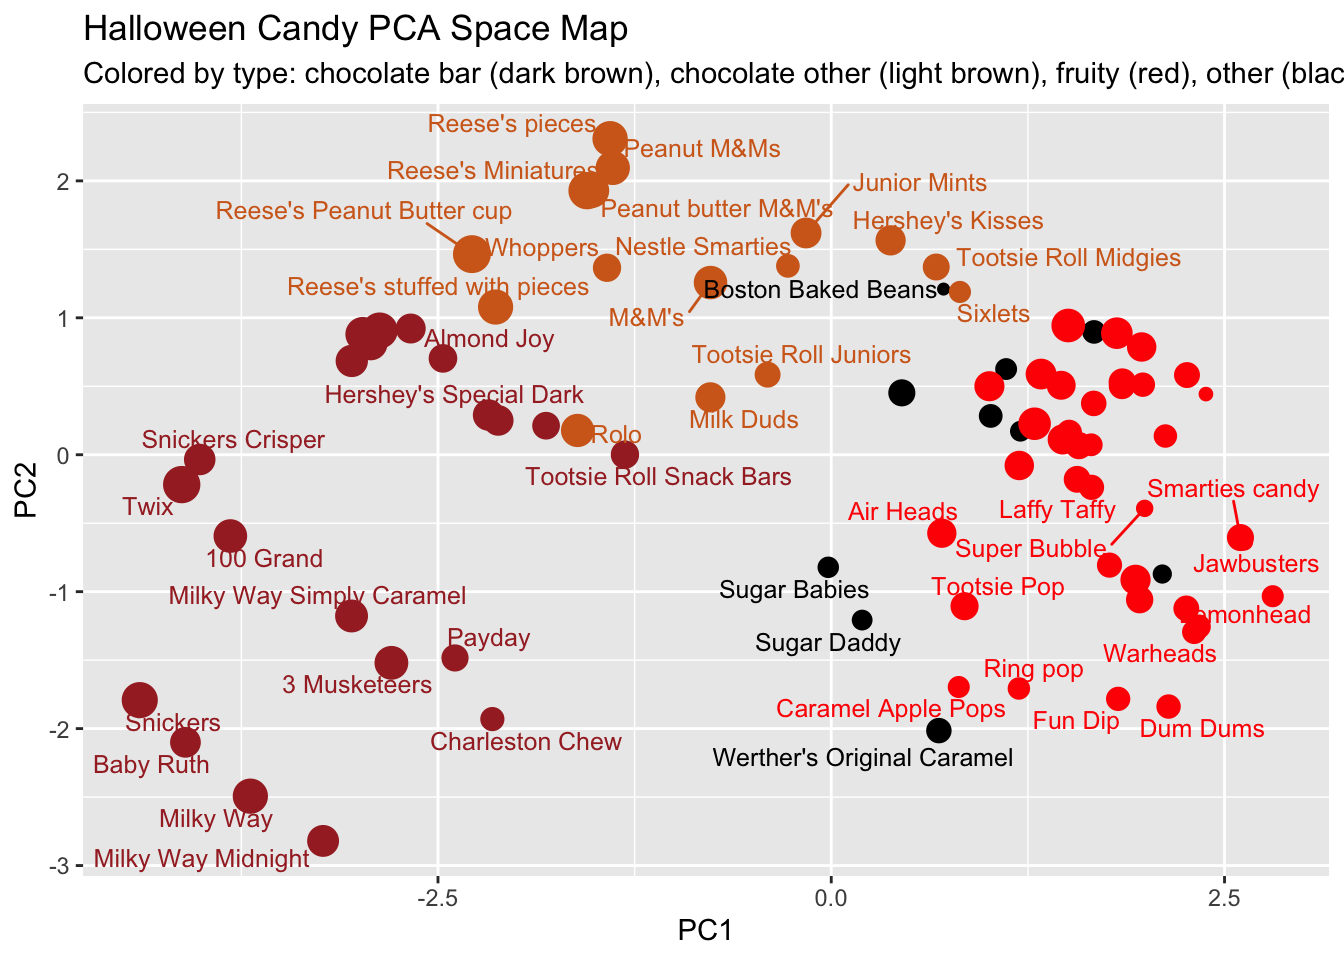 Halloween Candy PCA Space Map
Colored by type: chocolate bar (dark brown), chocolate other (light brown), fruity (red), other (blac
Reese's pieces
Peanut M&Ms
Reese's Miniatures
Junior Mints
Reese's Peanut Butter cup
Peanut butter M&M's
Hershey's Kisses
Whoppers
Nestle Smarties
Tootsie Roll Midgies
Reese's stuffed with pieces
Boston Baked Beans
M&M's
Sixlets
Almond Joy
Tootsie Roll Juniors
Hershey's Special Dark
Milk Duds
Rolo
Snickers Crisper
Tootsie Roll Snack Bars
Twix
Smarties candy
Air Heads
Laffy Taffy
Super Bubble
100 Grand
Jawbusters
Milky Way Simply Caramel
Sugar Babies
Tootsie Pop
Lemonhead
Payday
Sugar Daddy
Warheads
3 Musketeers
Ring pop
Snickers
Caramel Apple Pops
Fun Dip
Dum Dums
Charleston Chew
Werther's Original Caramel
Baby Ruth
Milky Way
Milky Way Midnight
2
1
0
-1
-2
-3
PC2
-2.5
0.0
2.5
PC1